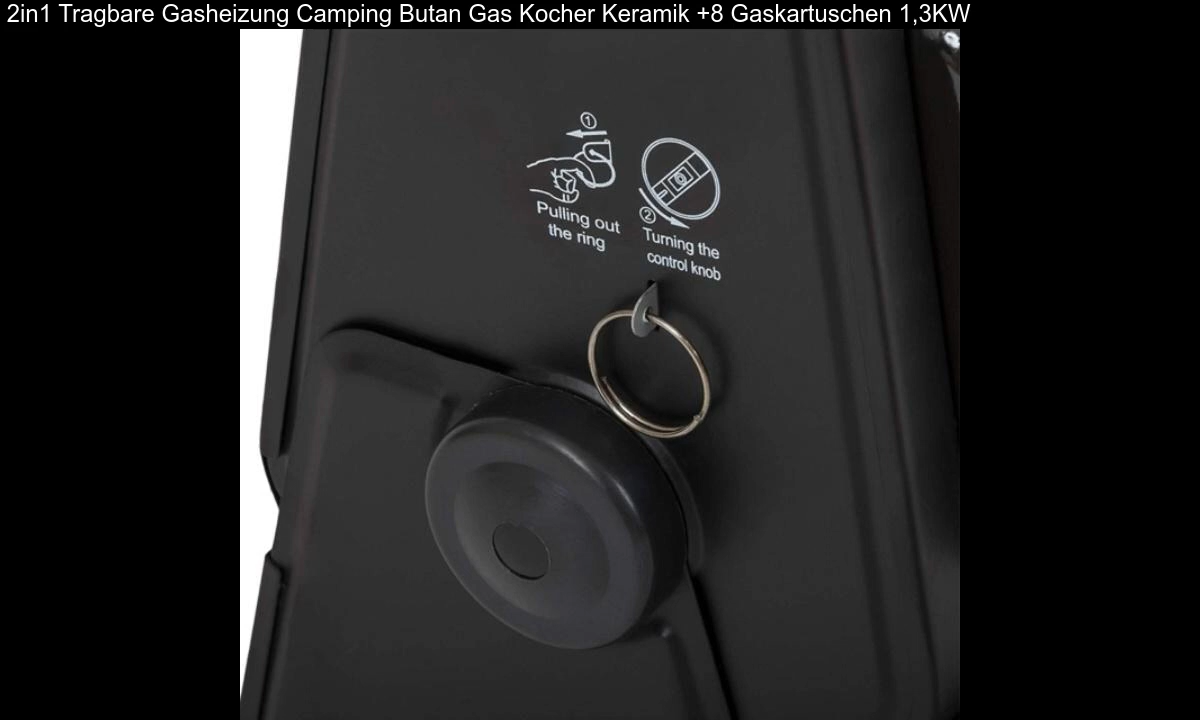 2in1 Tragbare Gasheizung Camping Butan Gas Kocher Keramik +8 Gaskartuschen 1,3KW
①
②
Pulling out
the ring
Turning the
control knob